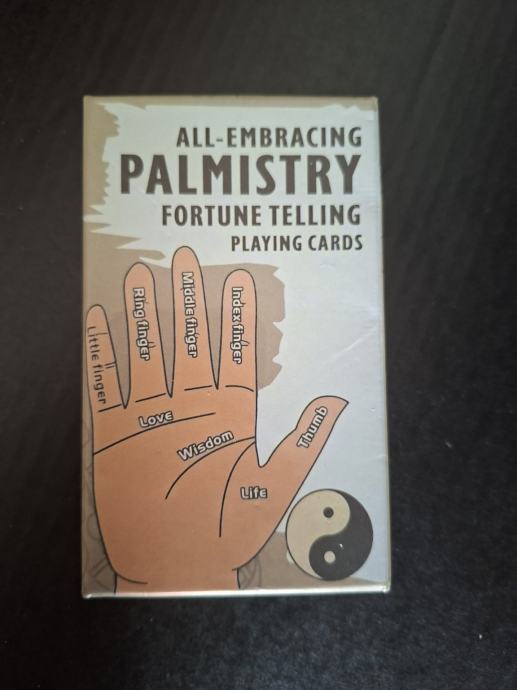 ALL-EMBRACING
PALMISTRY
FORTUNE TELLING
PLAYING CARDS
Little finger
Ring finger
Middle finger
Index finger
Thumb
Love
Wisdom
Life